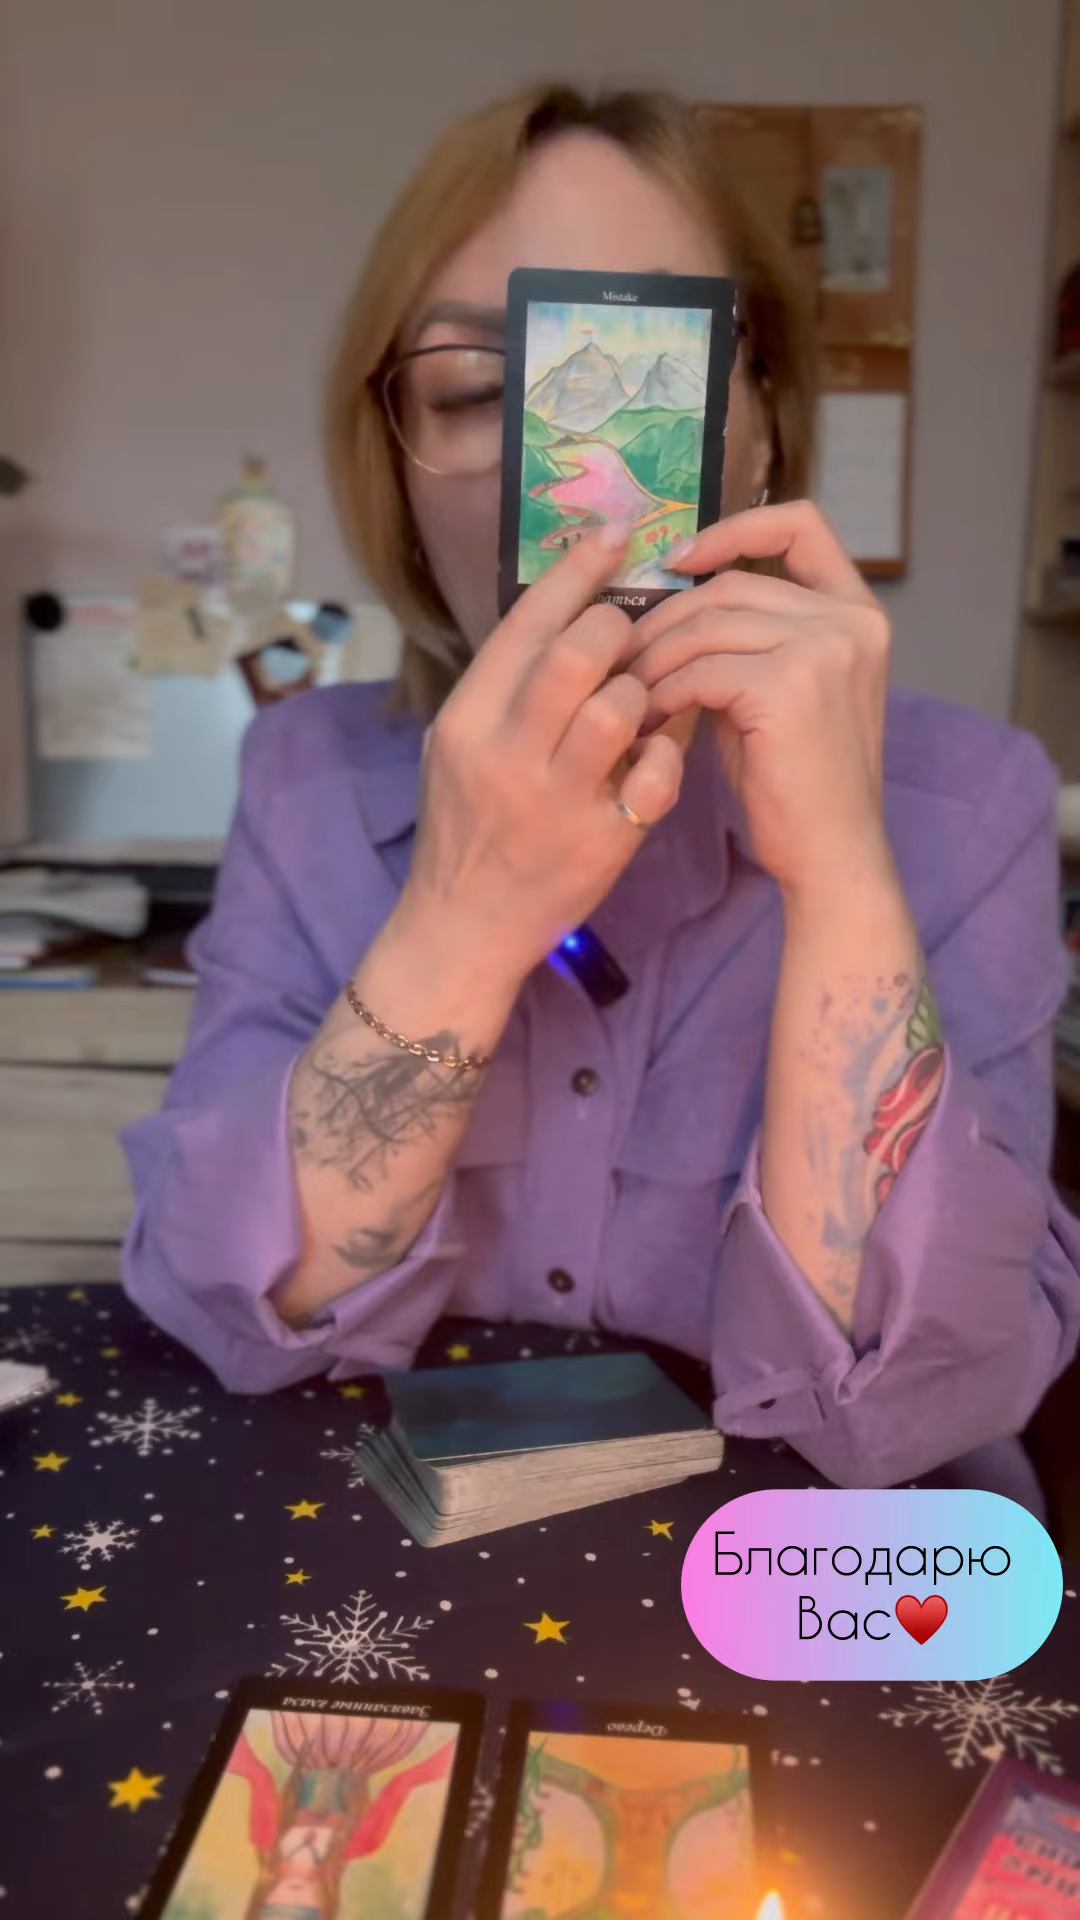 Mistake
Благодарю
Вас♥️
Завязанные глаза
Дерево